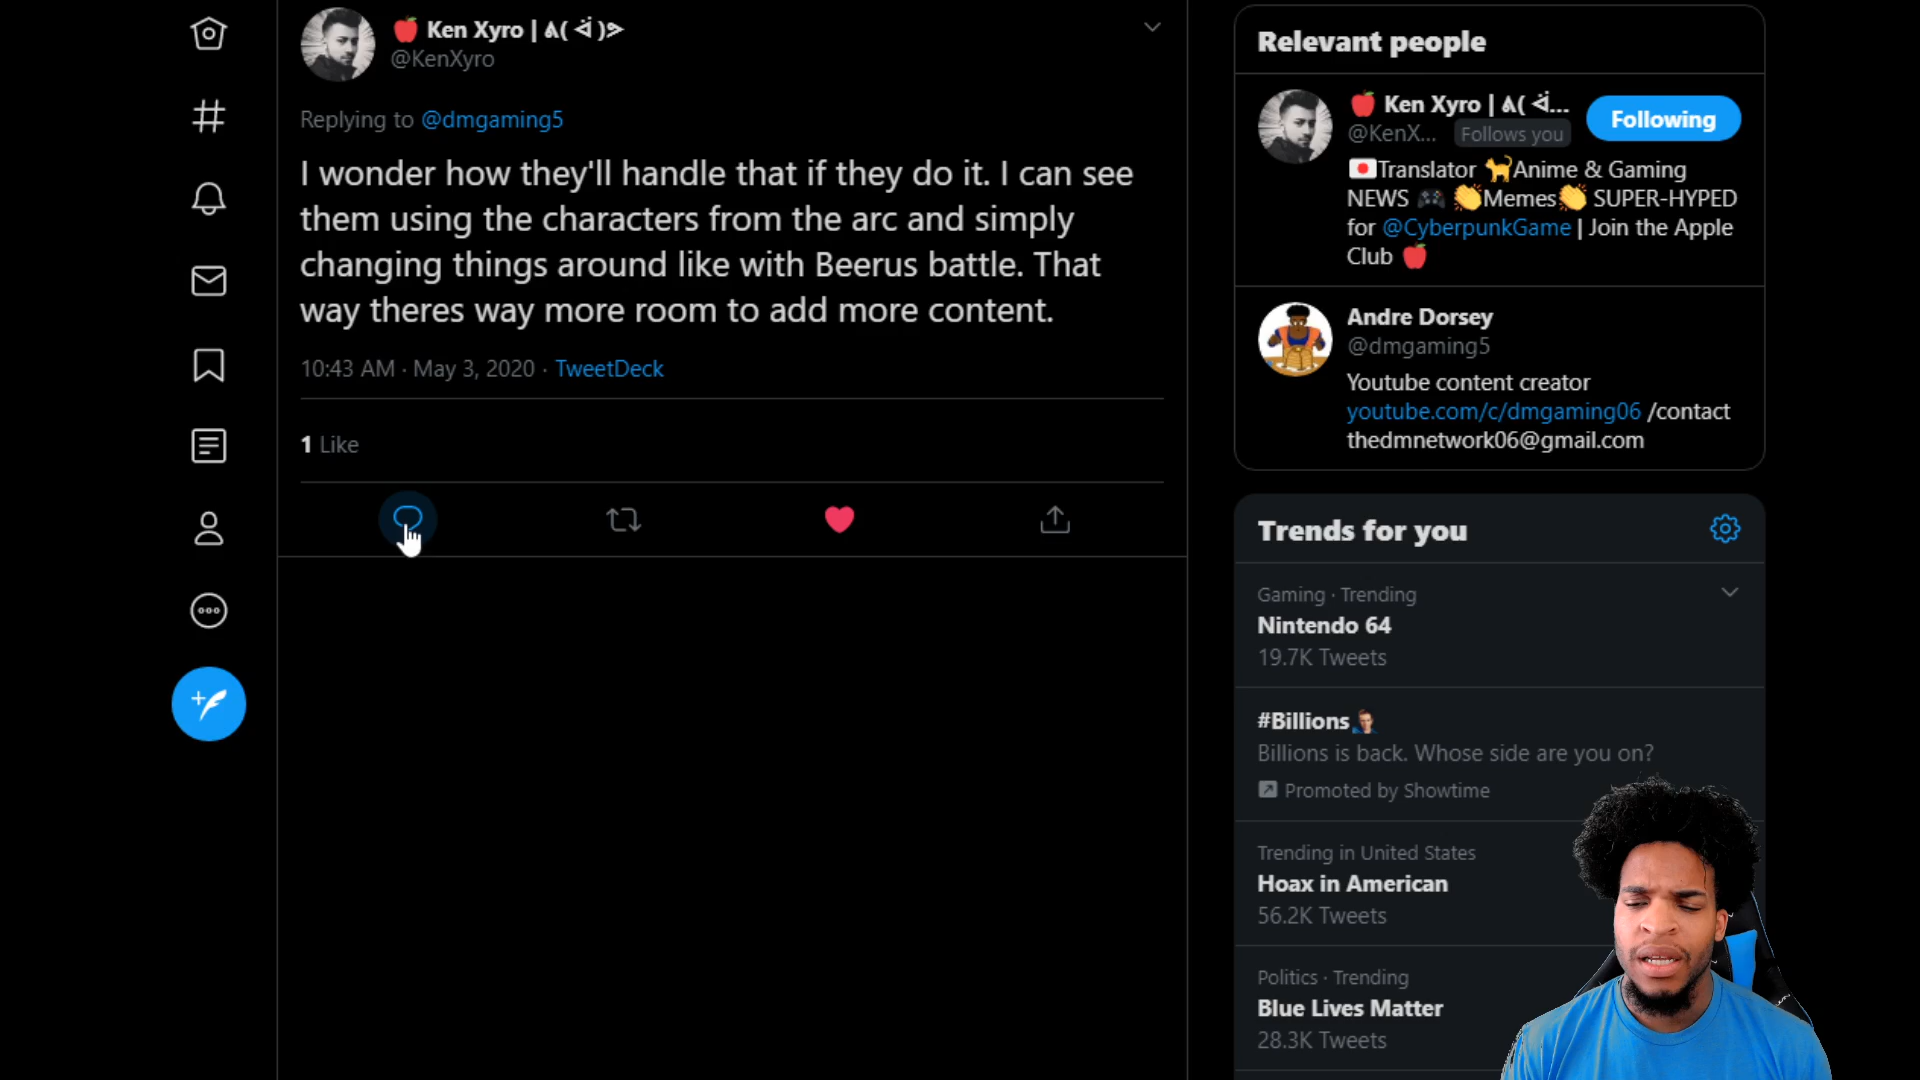 🍎 Ken Xyro | ᕕ( ᐛ )ᕗ
@KenXyro
Replying to @dmgaming5
I wonder how they'll handle that if they do it. I can see
them using the characters from the arc and simply
changing things around like with Beerus battle. That
way theres way more room to add more content.
10:43 AM · May 3, 2020 · TweetDeck
1 Like
Relevant people
🍎 Ken Xyro | ᕕ( ᐛ...
@KenX...
Follows you
Following
🇯🇵Translator 🐈Anime & Gaming
NEWS 🎮 👏Memes👏 SUPER-HYPED
for @CyberpunkGame | Join the Apple
Club 🍎
Andre Dorsey
@dmgaming5
Youtube content creator
youtube.com/c/dmgaming06 /contact
thedmnetwork06@gmail.com
Trends for you
Gaming · Trending
Nintendo 64
19.7K Tweets
#Billions
Billions is back. Whose side are you on?
Promoted by Showtime
Trending in United States
Hoax in American
56.2K Tweets
Politics · Trending
Blue Lives Matter
28.3K Tweets